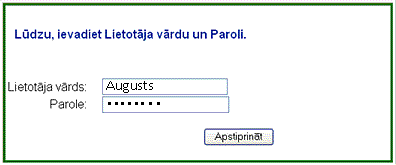 Lūdzu, ievadiet Lietotāja vārdu un Paroli.
Lietotāja vārds: Augusts
Parole: ••••••••
Apstiprināt